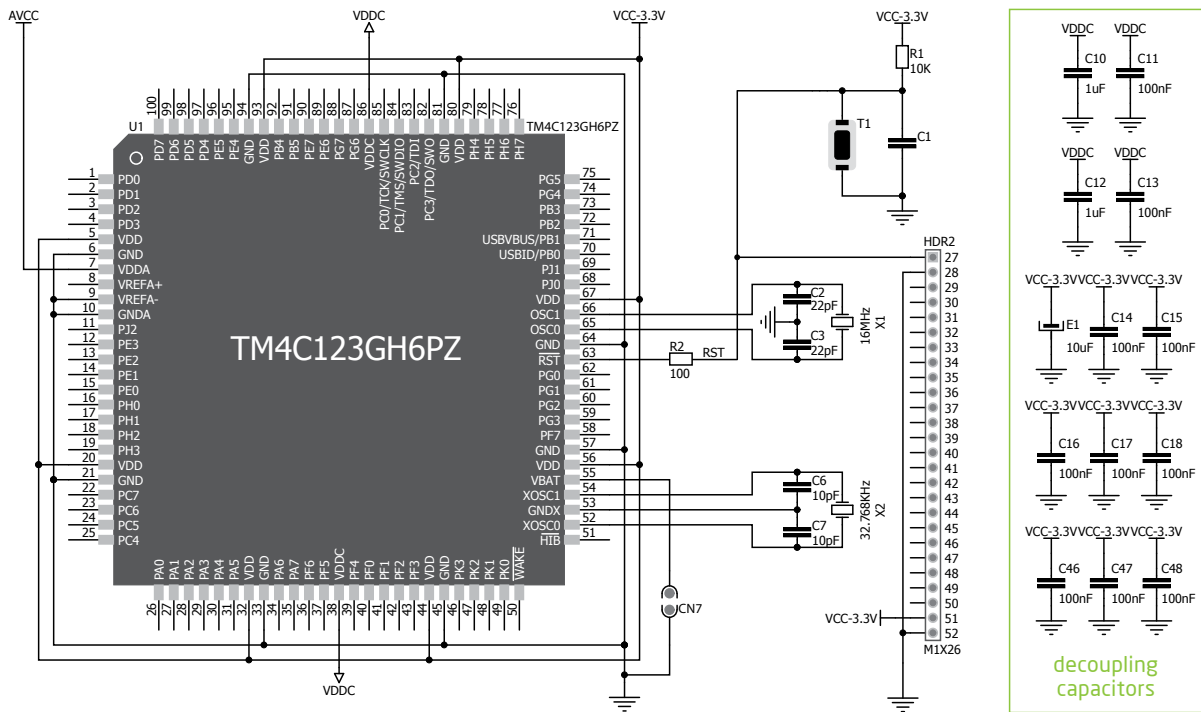 AVCC
VDDC
VCC-3.3V
VCC-3.3V
R1
10K
T1
C1
U1
TM4C123GH6PZ
100 99 98 97 96 95 94 93 92 91 90 89 88 87 86 85 84 83 82 81 80 79 78 77 76
PD7 PD6 PD5 PD4 PE5 PE4 GND VDD PB4 PB5 PE7 PE6 PG7 PG6 VDDC PC0/TCK/SWCLK PC1/TMS/SWDIO PC2/TDI PC3/TDO/SWO GND VDD PH4 PH5 PH6 PH7
1 PD0
2 PD1
3 PD2
4 PD3
5 VDD
6 GND
7 VDDA
8 VREFA+
9 VREFA-
10 GNDA
11 PJ2
12 PE3
13 PE2
14 PE1
15 PE0
16 PH0
17 PH1
18 PH2
19 PH3
20 VDD
21 GND
22 PC7
23 PC6
24 PC5
25 PC4
TM4C123GH6PZ
PG5 75
PG4 74
PB3 73
PB2 72
USBVBUS/PB1 71
USBID/PB0 70
PJ1 69
PJ0 68
VDD 67
OSC1 66
OSC0 65
GND 64
RST 63
PG0 62
PG1 61
PG2 60
PG3 59
PF7 58
GND 57
VDD 56
VBAT 55
XOSC1 54
GNDX 53
XOSC0 52
HIB 51
PA0 PA1 PA2 PA3 PA4 PA5 VDD GND PA6 PA7 PF6 PF5 VDDC PF4 PF0 PF1 PF2 PF3 VDD GND PK3 PK2 PK1 PK0 WAKE
26 27 28 29 30 31 32 33 34 35 36 37 38 39 40 41 42 43 44 45 46 47 48 49 50
VDDC
R2
100
RST
C2
22pF
C3
22pF
16MHz
X1
C6
10pF
C7
10pF
32.768KHz
X2
CN7
HDR2
27
28
29
30
31
32
33
34
35
36
37
38
39
40
41
42
43
44
45
46
47
48
49
50
VCC-3.3V 51
52
M1X26
VDDC VDDC
C10 C11
1uF 100nF
VDDC VDDC
C12 C13
1uF 100nF
VCC-3.3V VCC-3.3V VCC-3.3V
E1 C14 C15
10uF 100nF 100nF
VCC-3.3V VCC-3.3V VCC-3.3V
C16 C17 C18
100nF 100nF 100nF
VCC-3.3V VCC-3.3V VCC-3.3V
C46 C47 C48
100nF 100nF 100nF
decoupling
capacitors